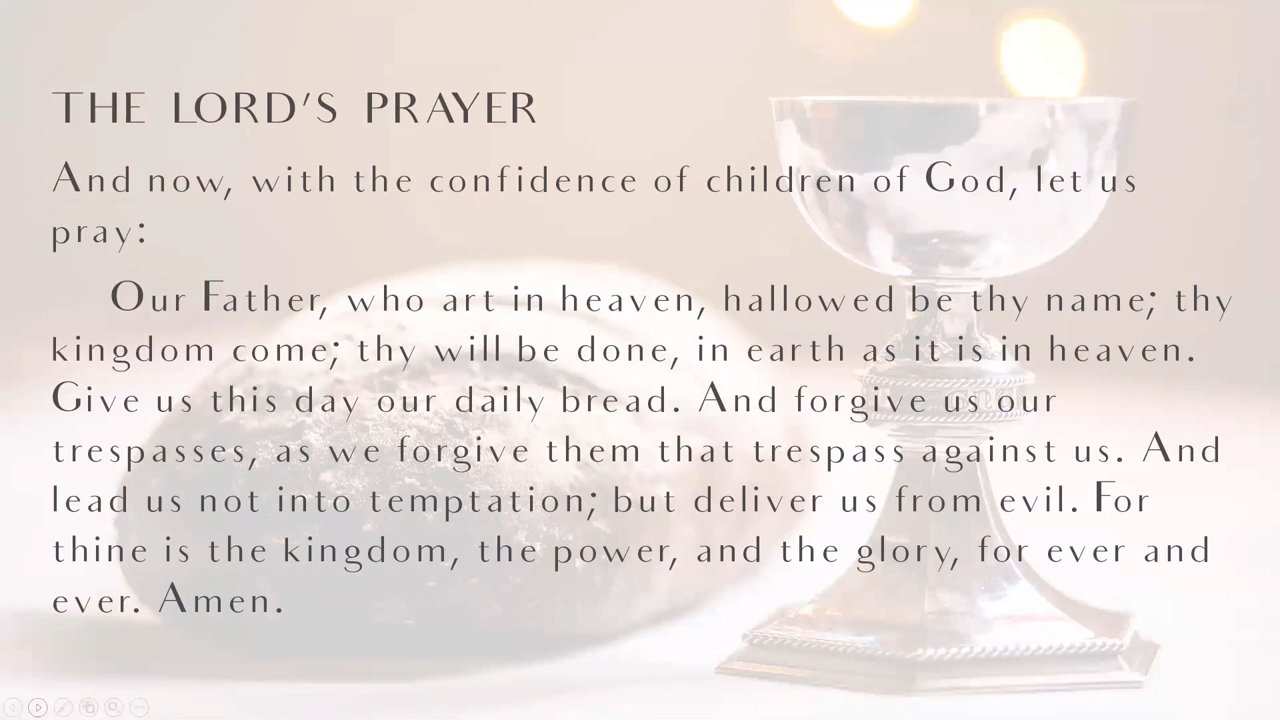 THE LORD'S PRAYER
And now, with the confidence of children of God, let us
pray:
Our Father, who art in heaven, hallowed be thy name; thy
kingdom come; thy will be done, in earth as it is in heaven.
Give us this day our daily bread. And forgive us our
trespasses, as we forgive them that trespass against us. And
lead us not into temptation; but deliver us from evil. For
thine is the kingdom, the power, and the glory, for ever and
ever. Amen.